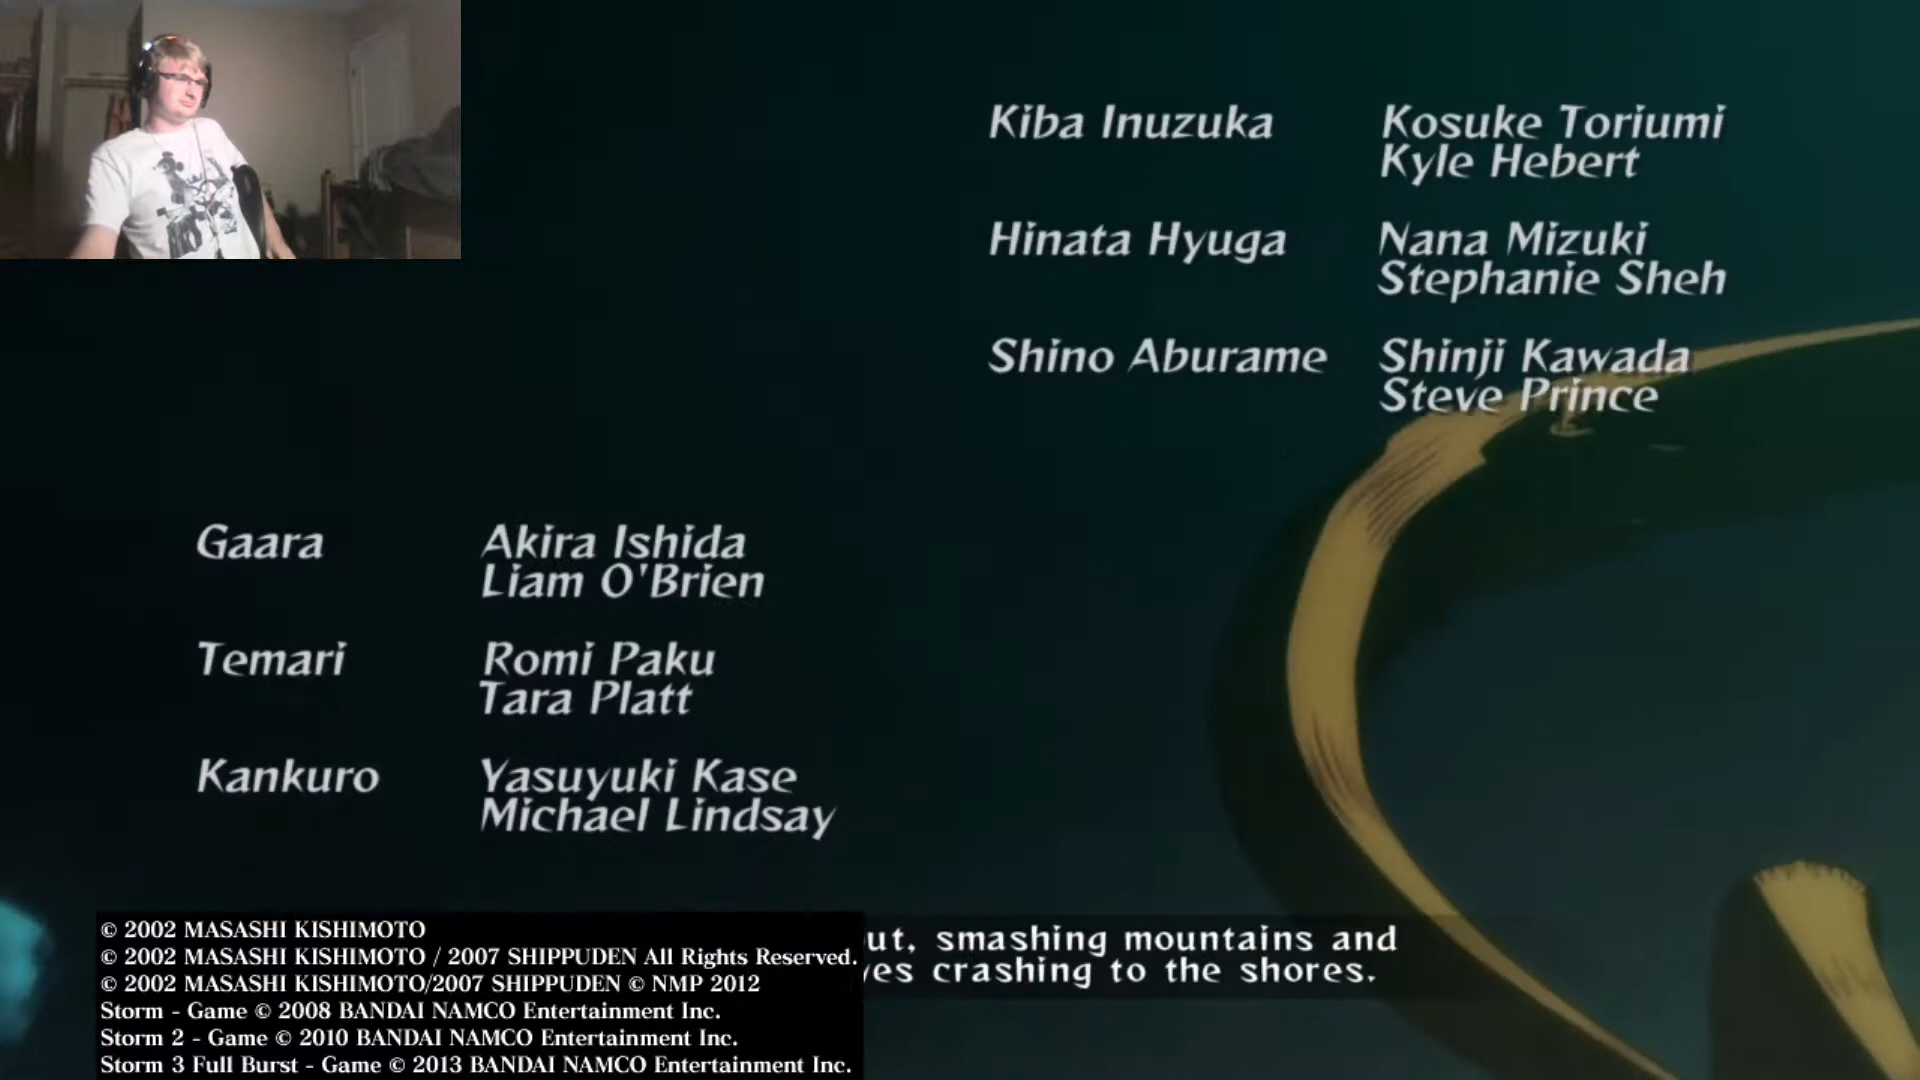 Kiba Inuzuka Kosuke Toriumi
Kyle Hebert
Hinata Hyuga Nana Mizuki
Stephanie Sheh
Shino Aburame Shinji Kawada
Steve Prince
Gaara Akira Ishida
Liam O'Brien
Temari Romi Paku
Tara Platt
Kankuro Yasuyuki Kase
Michael Lindsay
ut, smashing mountains and
es crashing to the shores.
© 2002 MASASHI KISHIMOTO
© 2002 MASASHI KISHIMOTO / 2007 SHIPPUDEN All Rights Reserved.
© 2002 MASASHI KISHIMOTO/2007 SHIPPUDEN © NMP 2012
Storm - Game © 2008 BANDAI NAMCO Entertainment Inc.
Storm 2 - Game © 2010 BANDAI NAMCO Entertainment Inc.
Storm 3 Full Burst - Game © 2013 BANDAI NAMCO Entertainment Inc.